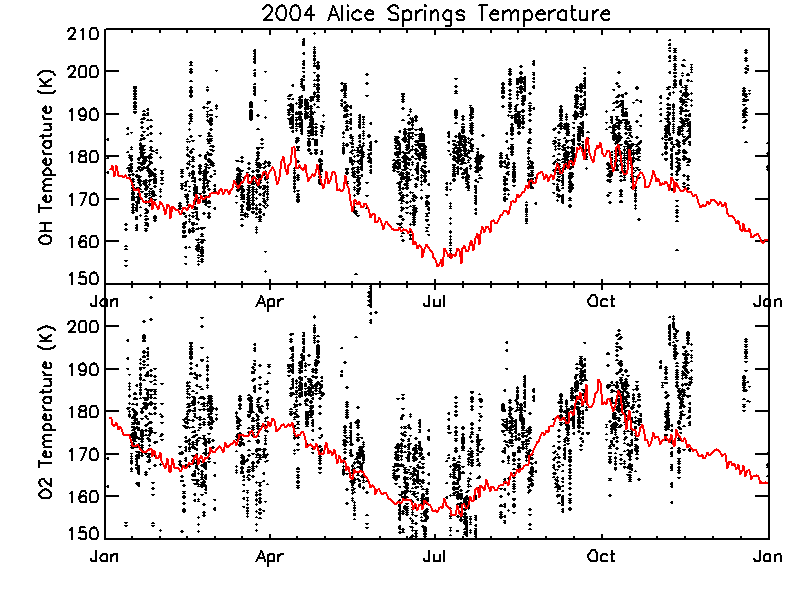 2004 Alice Springs Temperature
210
200
190
180
170
160
150
OH Temperature (K)
Jan Apr Jul Oct Jan
200
190
180
170
160
150
O2 Temperature (K)
Jan Apr Jul Oct Jan